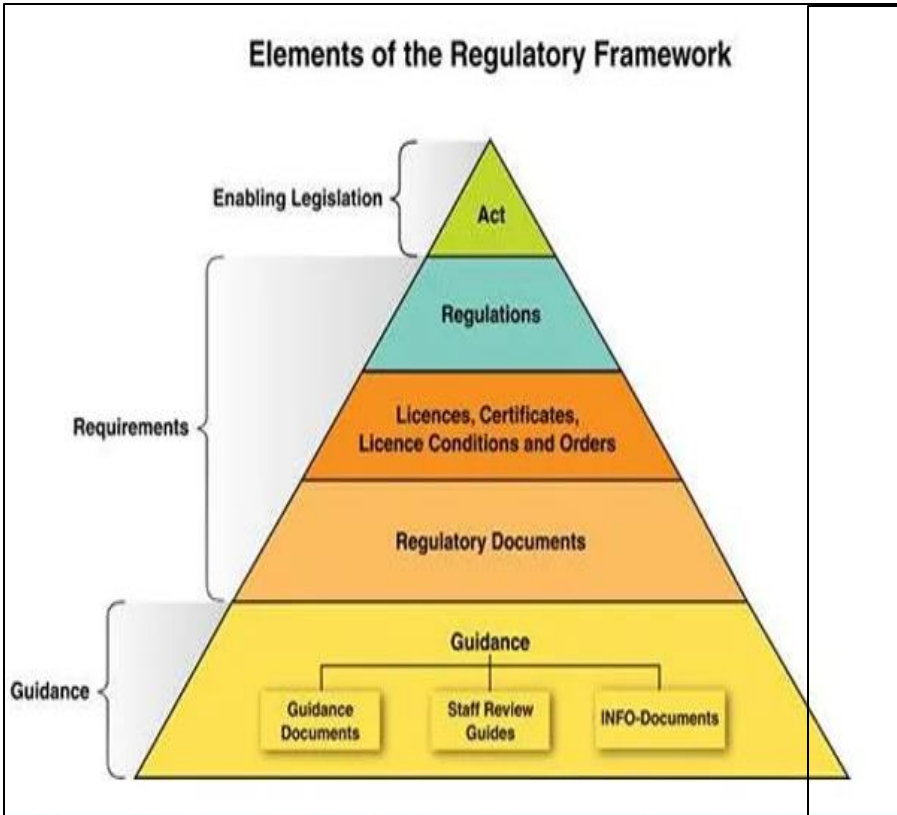 Elements of the Regulatory Framework
Enabling Legislation
Act
Regulations
Requirements
Licences, Certificates,
Licence Conditions and Orders
Regulatory Documents
Guidance
Guidance
Guidance
Documents
Staff Review
Guides
INFO-Documents